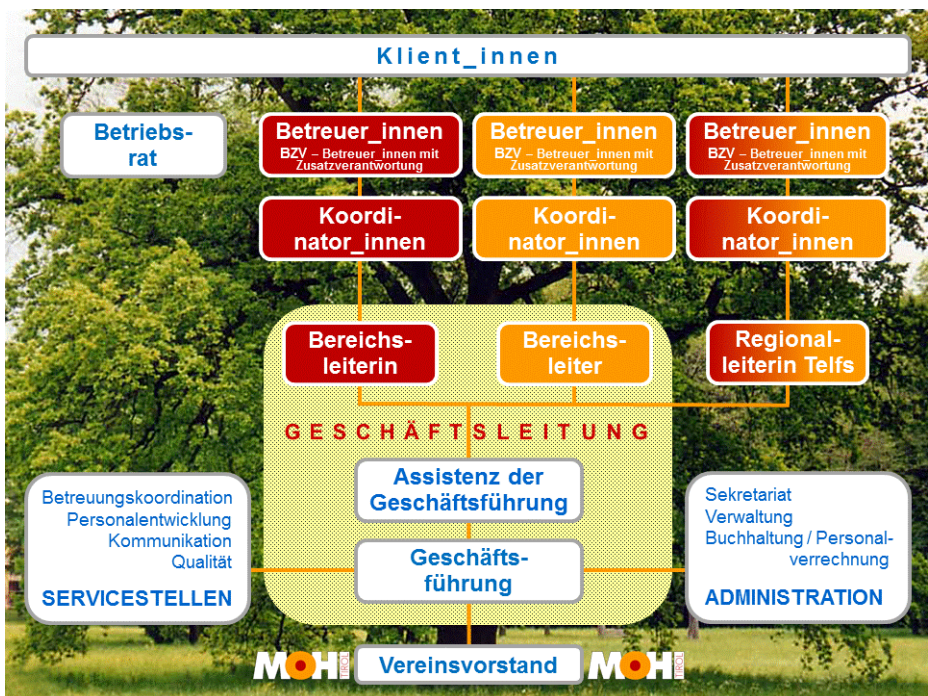 Klient_innen
Betriebs-
rat
Betreuer_innen
BZV – Betreuer_innen mit
Zusatzverantwortung
Betreuer_innen
BZV – Betreuer_innen mit
Zusatzverantwortung
Betreuer_innen
BZV – Betreuer_innen mit
Zusatzverantwortung
Koordi-
nator_innen
Koordi-
nator_innen
Koordi-
nator_innen
Bereichs-
leiterin
Bereichs-
leiter
Regional-
leiterin Telfs
GESCHÄFTSLEITUNG
Assistenz der
Geschäftsführung
Betreuungskoordination
Personalentwicklung
Kommunikation
Qualität
SERVICESTELLEN
Geschäfts-
führung
Sekretariat
Verwaltung
Buchhaltung / Personal-
verrechnung
ADMINISTRATION
MOHI TIROL
Vereinsvorstand
MOHI TIROL